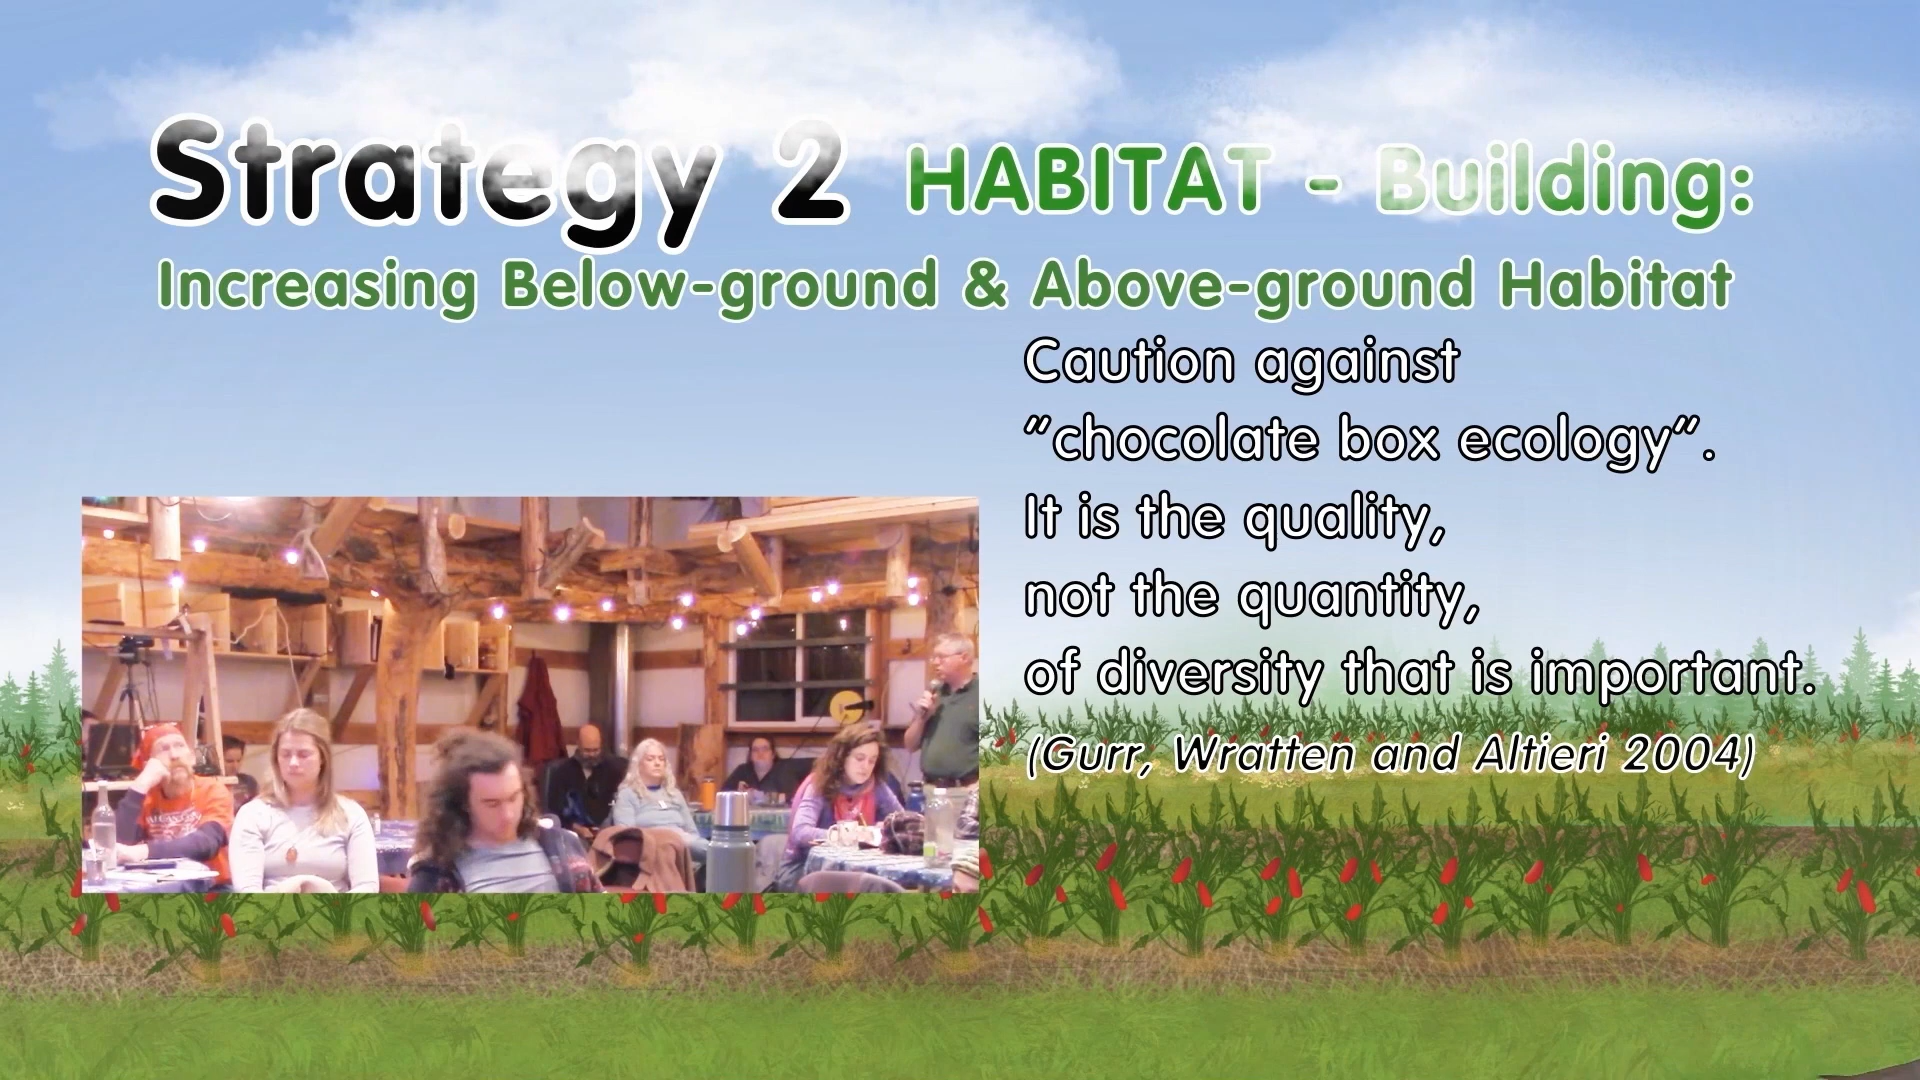 Strategy 2 HABITAT - Building:
Increasing Below-ground & Above-ground Habitat
Caution against
"chocolate box ecology".
It is the quality,
not the quantity,
of diversity that is important.
(Gurr, Wratten and Altieri 2004)